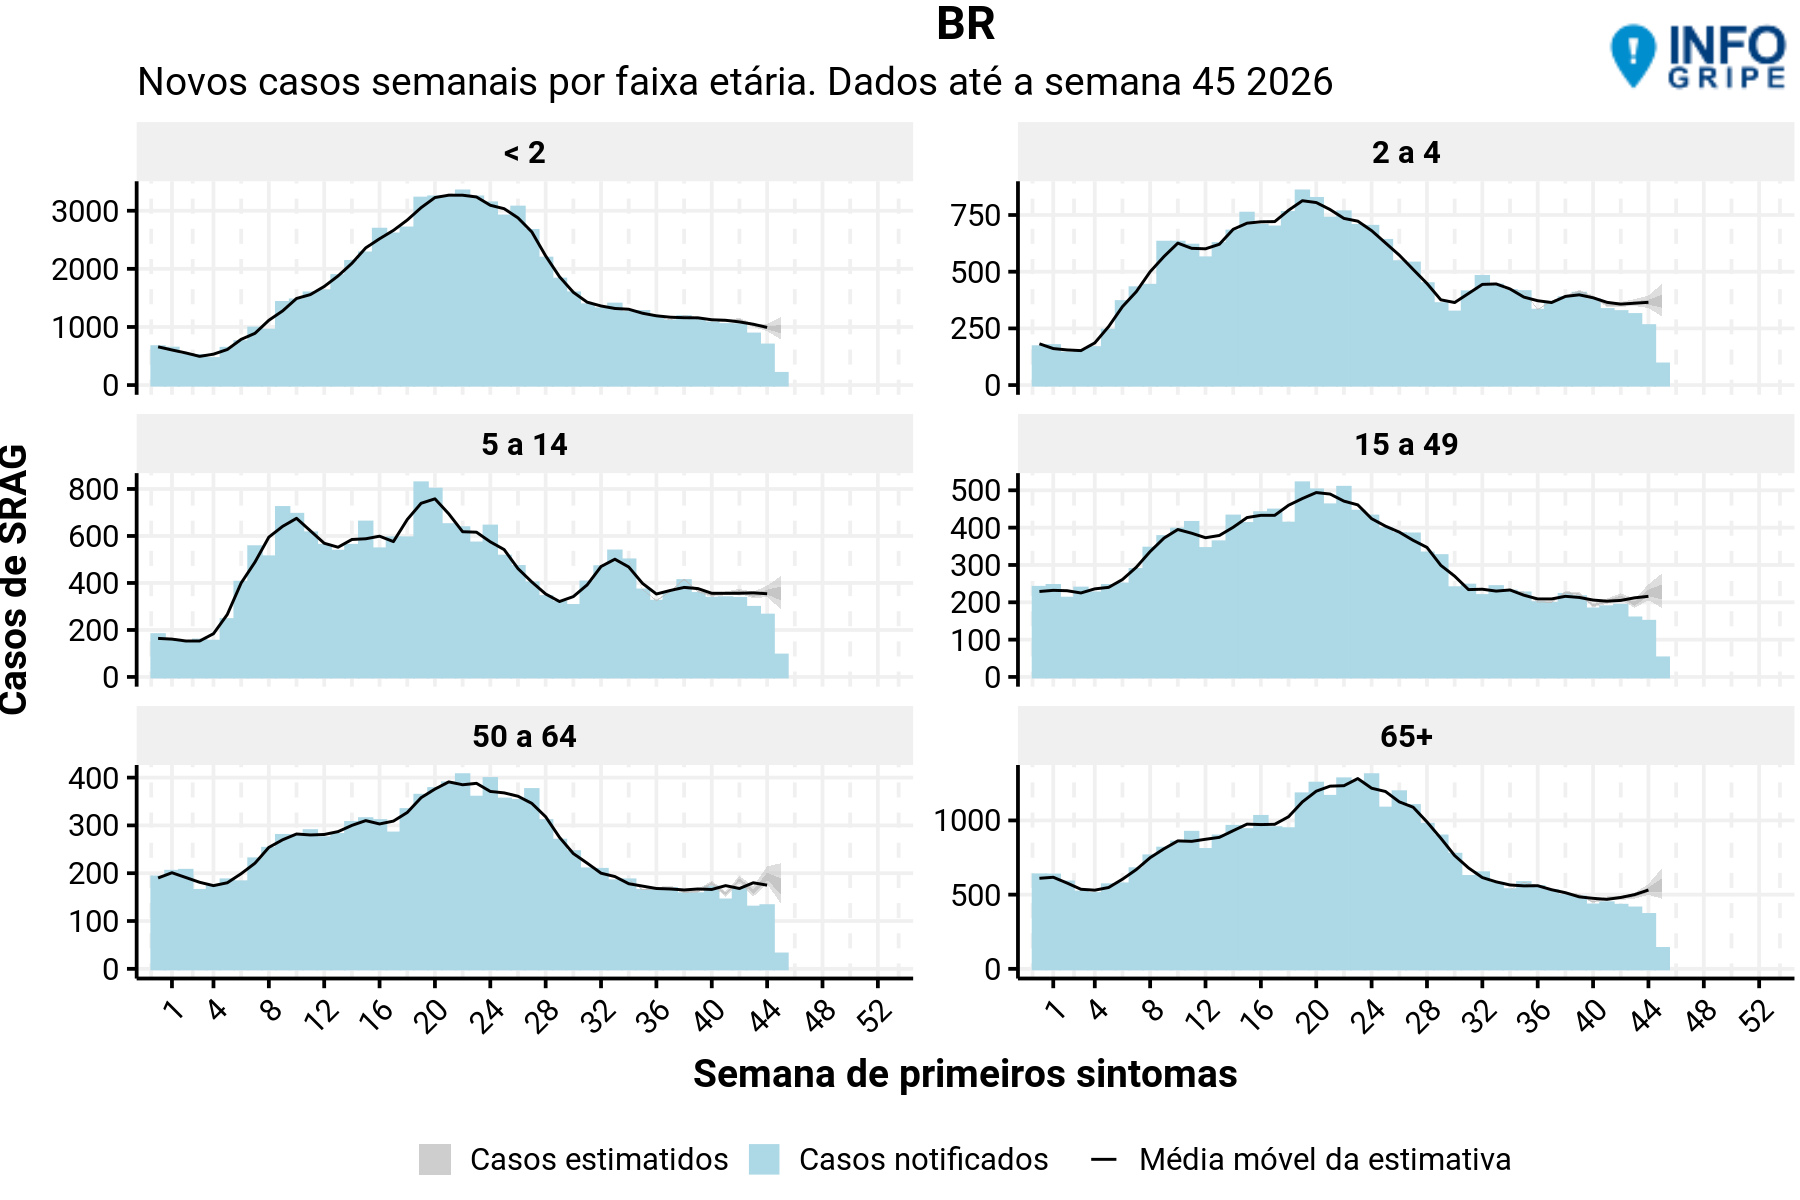 BR
INFO
GRIPE
Novos casos semanais por faixa etária. Dados até a semana 45 2026
< 2
2 a 4
3000
2000
1000
0
750
500
250
0
5 a 14
15 a 49
800
600
400
200
0
500
400
300
200
100
0
50 a 64
65+
400
300
200
100
0
1000
500
0
Casos de SRAG
1 4 8 12 16 20 24 28 32 36 40 44 48 52
1 4 8 12 16 20 24 28 32 36 40 44 48 52
Semana de primeiros sintomas
Casos estimatidos Casos notificados Média móvel da estimativa